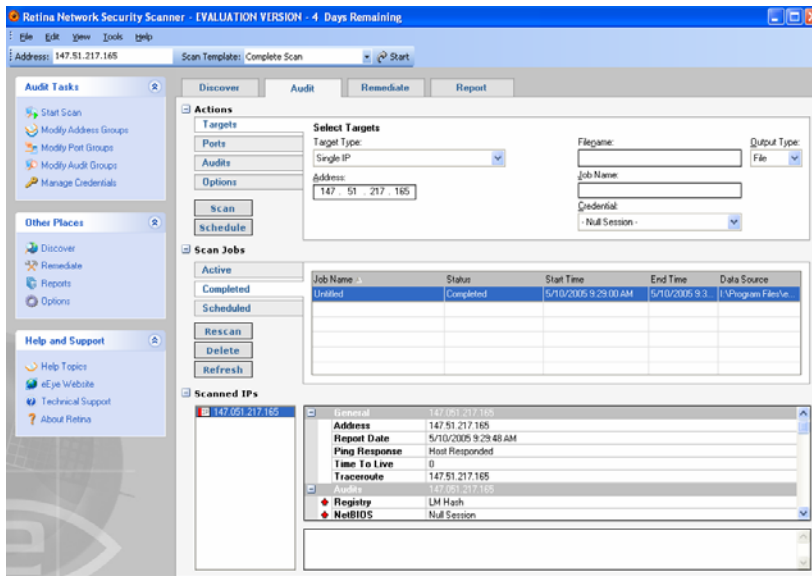 Retina Network Security Scanner - EVALUATION VERSION - 4 Days Remaining
File Edit View Tools Help
Address: 147.51.217.165 Scan Template: Complete Scan Start
Audit Tasks
Start Scan
Modify Address Groups
Modify Port Groups
Modify Audit Groups
Manage Credentials
Other Places
Discover
Remediate
Reports
Options
Help and Support
Help Topics
eEye Website
Technical Support
About Retina
Discover Audit Remediate Report
Actions
Targets
Ports
Audits
Options
Scan
Schedule
Select Targets
Target Type:
Single IP
Address:
147 . 51 . 217 . 165
Filename:
Output Type:
File
Job Name:
Credential:
- Null Session -
Scan Jobs
Active
Completed
Scheduled
Rescan
Delete
Refresh
Job Name Status Start Time End Time Data Source
Untitled Completed 5/10/2005 9:29:00 AM 5/10/2005 9:3... I:\Program Files\e...
Scanned IPs
147.051.217.165
General 147.051.217.165
Address 147.51.217.165
Report Date 5/10/2005 9:29:48 AM
Ping Response Host Responded
Time To Live 0
Traceroute 147.51.217.165
Audits 147.051.217.165
Registry LM Hash
NetBIOS Null Session